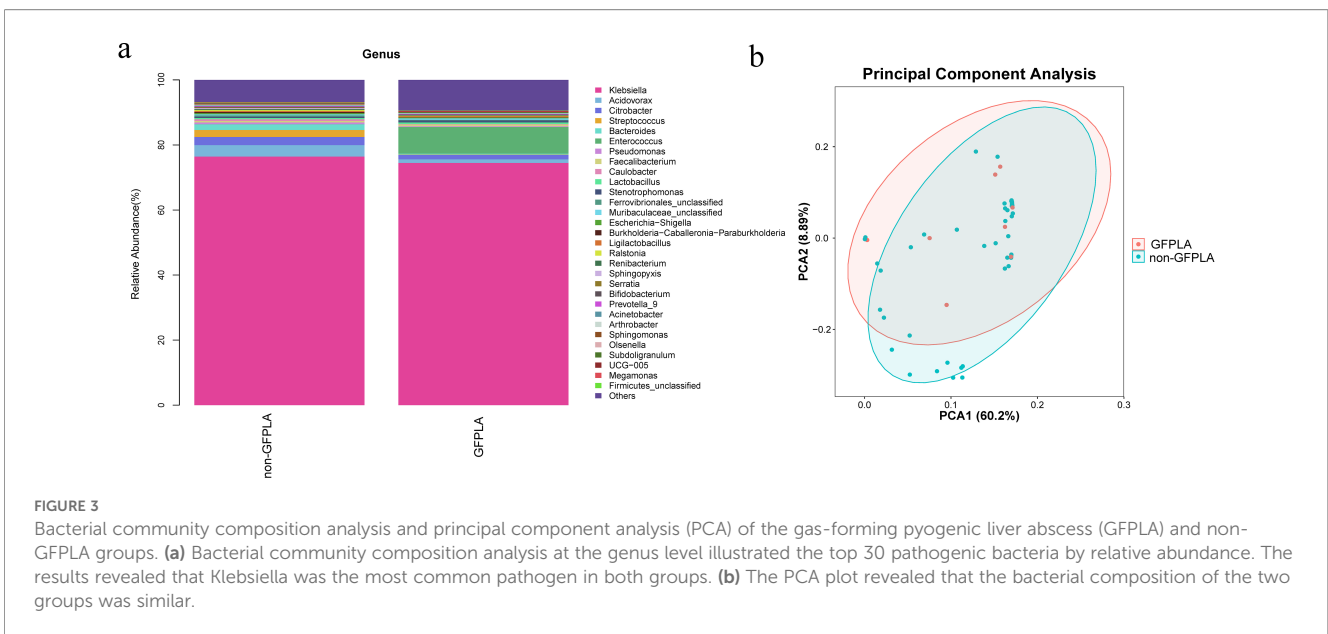 a
Genus
Relative Abundance(%)
100
80
60
40
20
0
non-GFPLA
GFPLA
Klebsiella
Acidovorax
Citrobacter
Streptococcus
Bacteroides
Enterococcus
Pseudomonas
Faecalibacterium
Caulobacter
Lactobacillus
Stenotrophomonas
Ferrovibrionales_unclassified
Muribaculaceae_unclassified
Escherichia-Shigella
Burkholderia-Caballeronia-Paraburkholderia
Ligilactobacillus
Ralstonia
Renibacterium
Sphingopyxis
Serratia
Bifidobacterium
Prevotella_9
Acinetobacter
Arthrobacter
Sphingomonas
Olsenella
Subdoligranulum
UCG-005
Megamonas
Firmicutes_unclassified
Others
b
Principal Component Analysis
PCA2 (8.89%)
0.2
0.0
−0.2
0.0
0.1
0.2
0.3
PCA1 (60.2%)
GFPLA
non-GFPLA
FIGURE 3
Bacterial community composition analysis and principal component analysis (PCA) of the gas-forming pyogenic liver abscess (GFPLA) and non-
GFPLA groups. (a) Bacterial community composition analysis at the genus level illustrated the top 30 pathogenic bacteria by relative abundance. The
results revealed that Klebsiella was the most common pathogen in both groups. (b) The PCA plot revealed that the bacterial composition of the two
groups was similar.